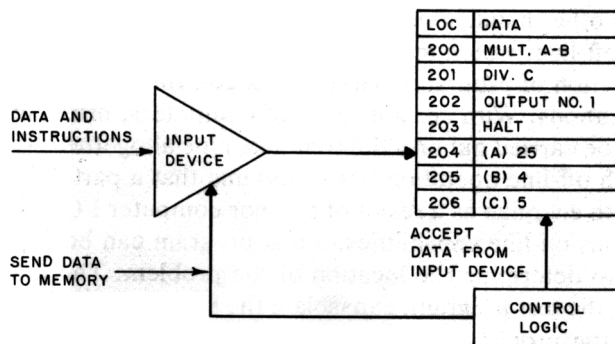 LOC DATA
200 MULT. A-B
201 DIV. C
202 OUTPUT NO. 1
203 HALT
204 (A) 25
205 (B) 4
206 (C) 5
DATA AND
INSTRUCTIONS
INPUT
DEVICE
ACCEPT
DATA FROM
INPUT DEVICE
SEND DATA
TO MEMORY
CONTROL
LOGIC